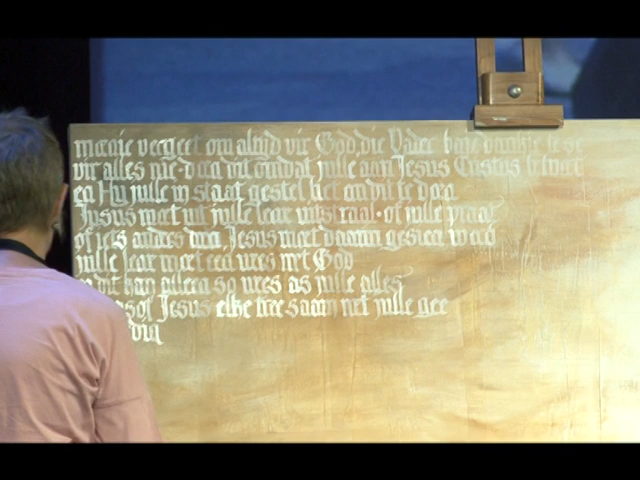 moenie vergeet om altyd vir God, die Vader baie dankie te sê
vir alles nie. doen dit omdat julle aan Jesus Cristus behoort
en Hy julle in staat gestel het om dit te doen
Jesus moet uit julle lewe uitstraal. of julle praat
of iets anders doen, Jesus moet daarin gesien word
julle lewe moet een wees met God
dit kan alleen so wees as julle alles
Jesus elke tree saam met julle gee